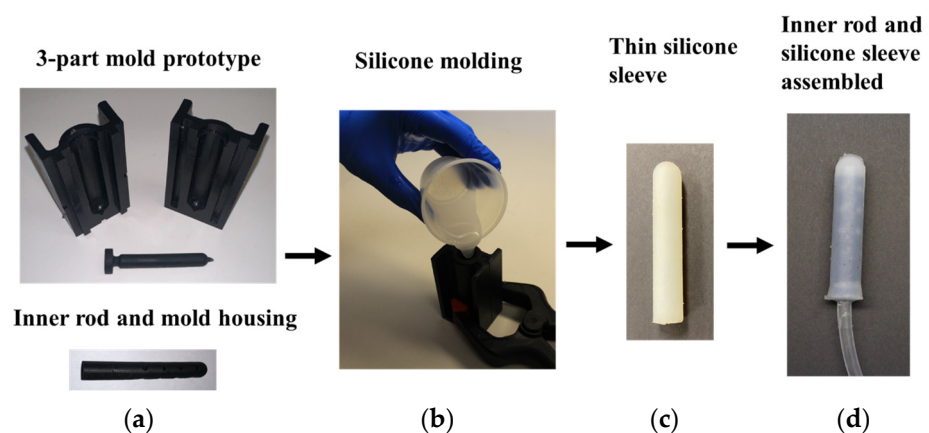 3-part mold prototype
Inner rod and mold housing
(a)
Silicone molding
(b)
Thin silicone
sleeve
(c)
Inner rod and
silicone sleeve
assembled
(d)